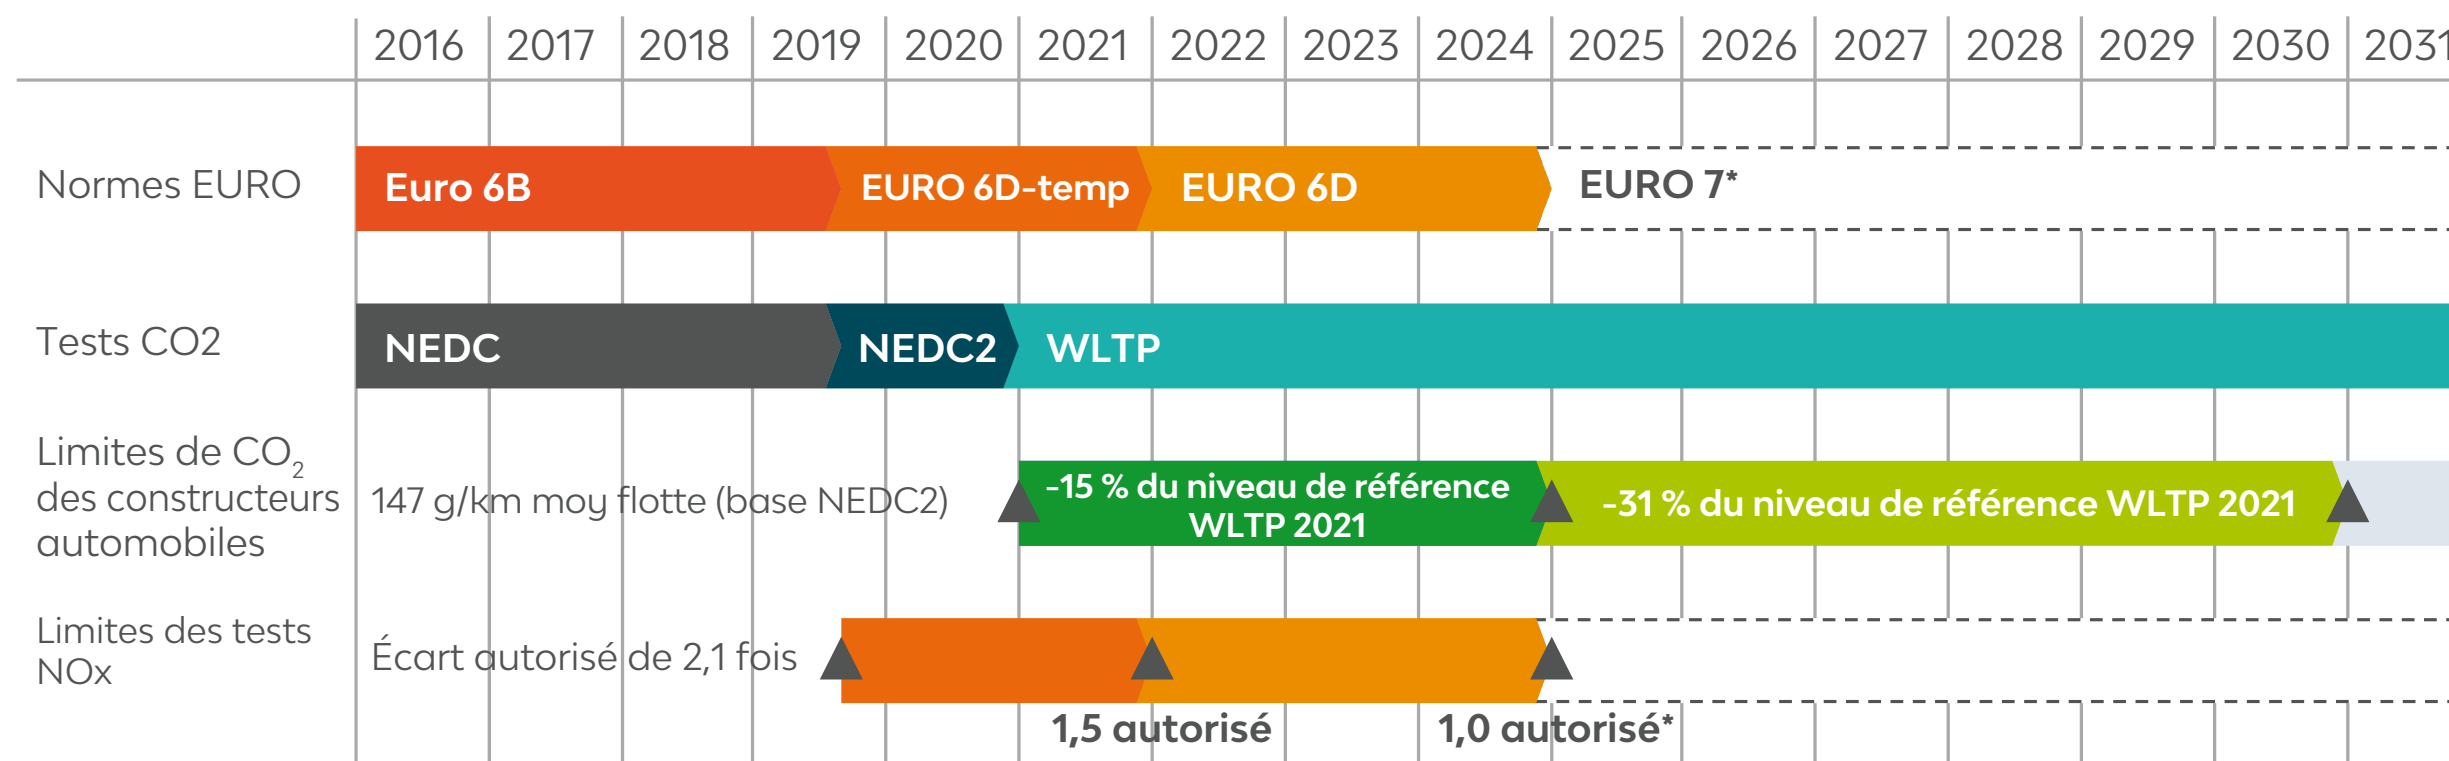 2016 2017 2018 2019 2020 2021 2022 2023 2024 2025 2026 2027 2028 2029 2030 2031
Normes EURO
Euro 6B
EURO 6D-temp
EURO 6D
EURO 7*
Tests CO2
NEDC
NEDC2
WLTP
Limites de CO₂
des constructeurs
automobiles
147 g/km moy flotte (base NEDC2)
-15 % du niveau de référence
WLTP 2021
-31 % du niveau de référence WLTP 2021
Limites des tests
NOx
Écart autorisé de 2,1 fois
1,5 autorisé
1,0 autorisé*